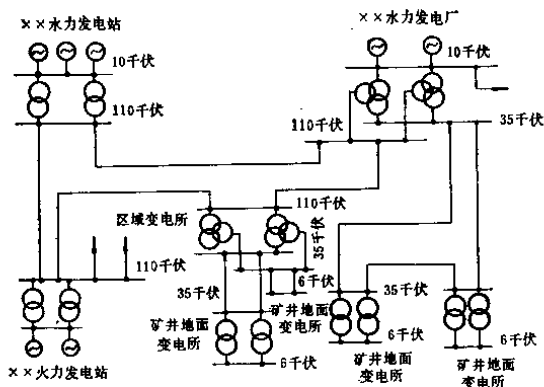 ××水力发电站
××水力发电厂
10千伏
10千伏
110千伏
110千伏
35千伏
110千伏
区域变电所
35千伏
110千伏
6千伏
35千伏
35千伏
矿井地面
变电所
矿井地面
变电所
6千伏
6千伏
6千伏
××火力发电站
矿井地面
变电所
矿井地面
变电所